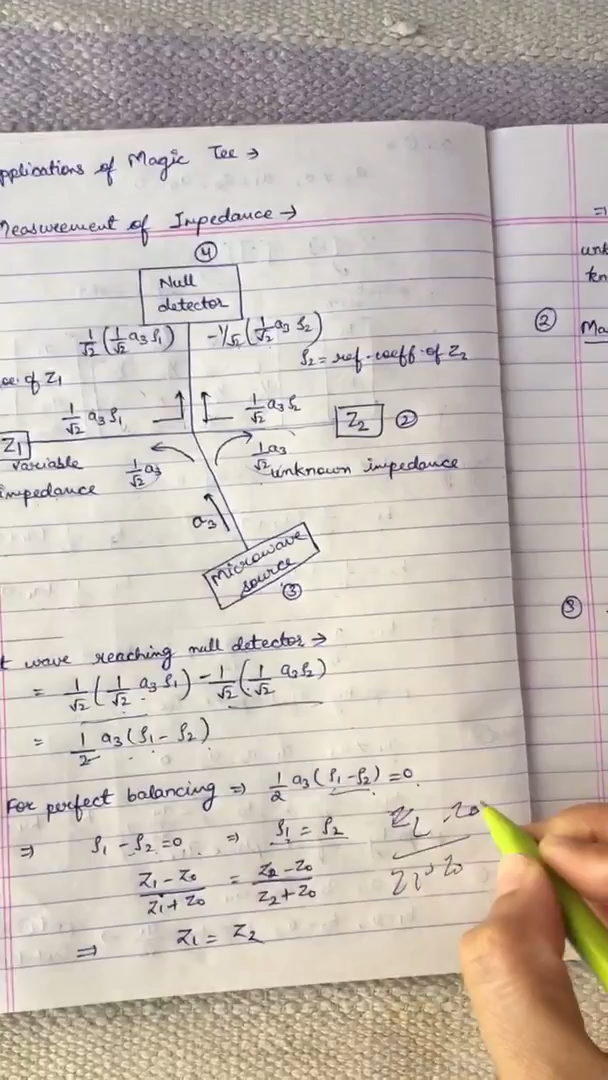 pplications of Magic Tee →
Measurement of Impedance →
④
Null
detector
1/√2 (1/√2 a₃ ρ₁)
-1/√2 (1/√2 a₃ ρ₂)
ρ₂ = ref. coeff. of Z₂
of Z₁
1/√2 a₃ ρ₁
1/√2 a₃ ρ₂
Z₂ ②
Z₁
variable
impedance
1/√2 a₃
1/√2 a₃
unknown impedance
a₃
Microwave
source
③
t wave reaching null detector →
= 1/√2 (1/√2 a₃ ρ₁) - 1/√2 (1/√2 a₃ ρ₂)
= 1/2 a₃ (ρ₁ - ρ₂)
For perfect balancing ⇒ 1/2 a₃ (ρ₁ - ρ₂) = 0
⇒ ρ₁ - ρ₂ = 0 ⇒ ρ₁ = ρ₂
(Z₁ - Z₀)/(Z₁ + Z₀) = (Z₂ - Z₀)/(Z₂ + Z₀)
⇒ Z₁ = Z₂
⇒
unk
kn
② Ma
③